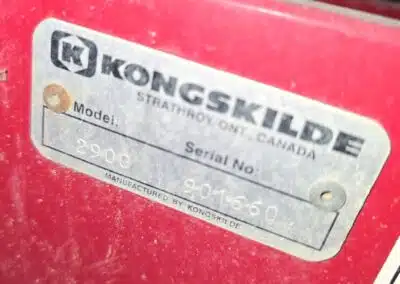 K KONGSKILDE
STRATHROY, ONT., CANADA
Model. Serial No.
2900 901660
MANUFACTURED BY KONGSKILDE